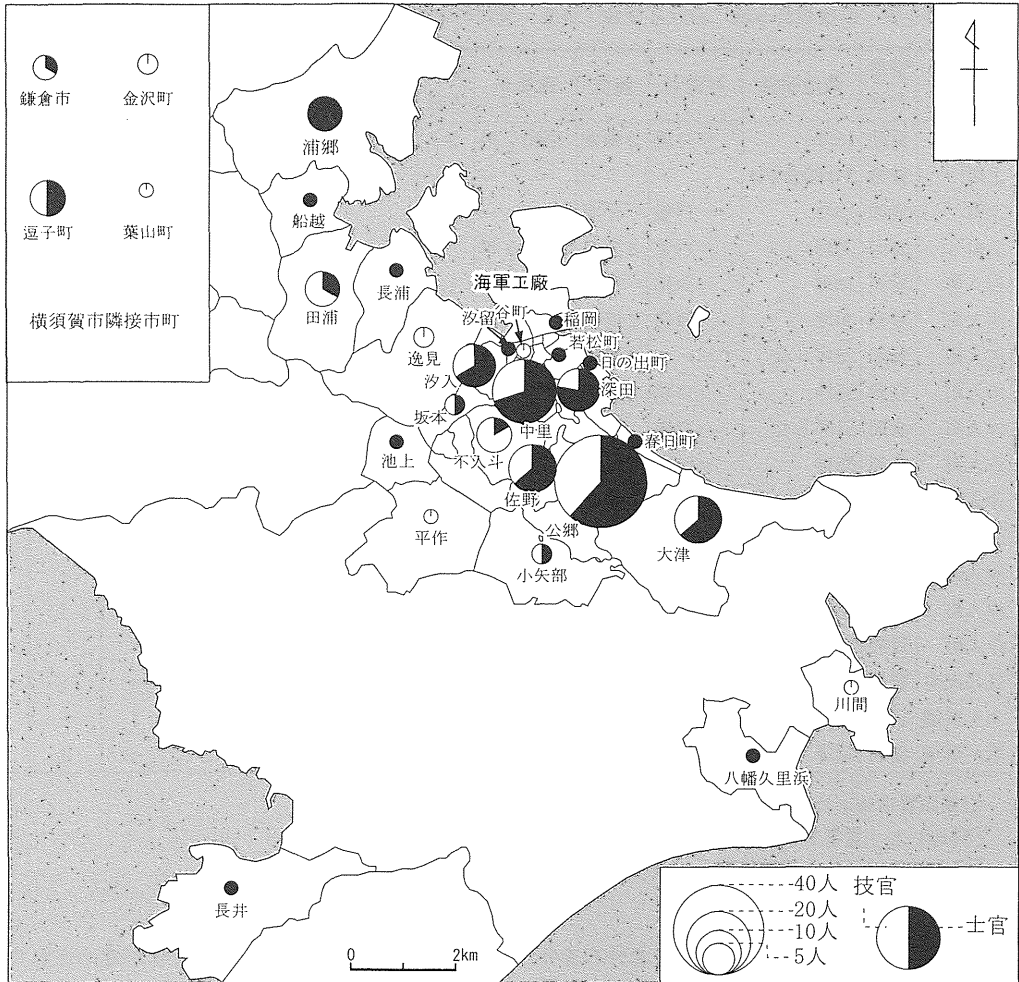 鎌倉市
金沢町
逗子町
葉山町
横須賀市隣接市町
浦郷
船越
田浦
長浦
海軍工廠
谷町
汐留
稲岡
若松町
日の出町
逸見
汐入
深田
坂本
中里
春日町
池上
不入斗
佐野
公郷
平作
小矢部
大津
川間
八幡久里浜
長井
0 2km
40人
20人
10人
5人
技官
士官